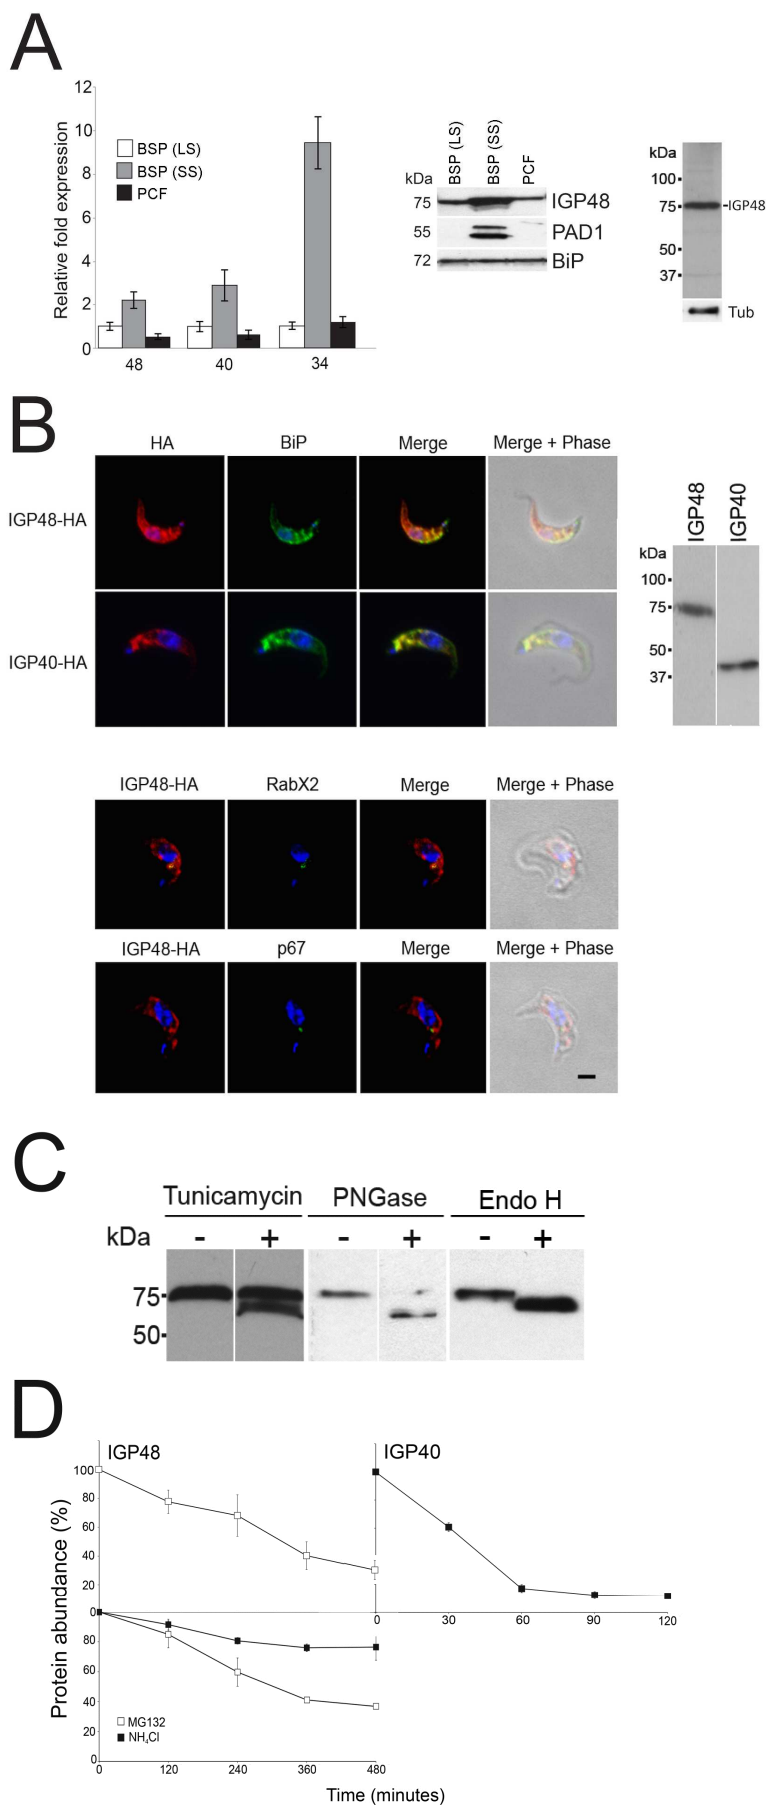 A
12
10
8
6
4
2
0
Relative fold expression
BSP (LS)
BSP (SS)
PCF
48 40 34
BSP (LS)
BSP (SS)
PCF
kDa
75 IGP48
55 PAD1
72 BiP
kDa
100
75 IGP48
50
37
Tub
B
HA BiP Merge Merge + Phase
IGP48-HA
IGP40-HA
IGP48
IGP40
kDa
100
75
50
37
IGP48-HA RabX2 Merge Merge + Phase
IGP48-HA p67 Merge Merge + Phase
C
Tunicamycin PNGase Endo H
kDa - + - + - +
75
50
D
IGP48 IGP40
100
80
60
40
20
0
0 30 60 90 120
80
60
40
20
0
Protein abundance (%)
MG132
NH4Cl
0 120 240 360 480
Time (minutes)